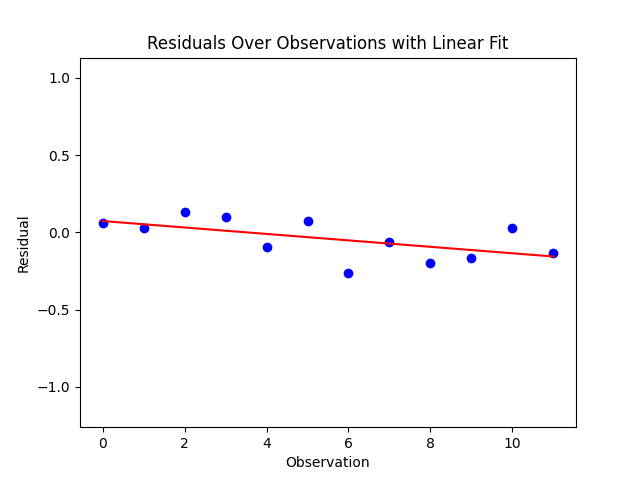 Residuals Over Observations with Linear Fit
1.0
0.5
0.0
−0.5
−1.0
Residual
0 2 4 6 8 10
Observation